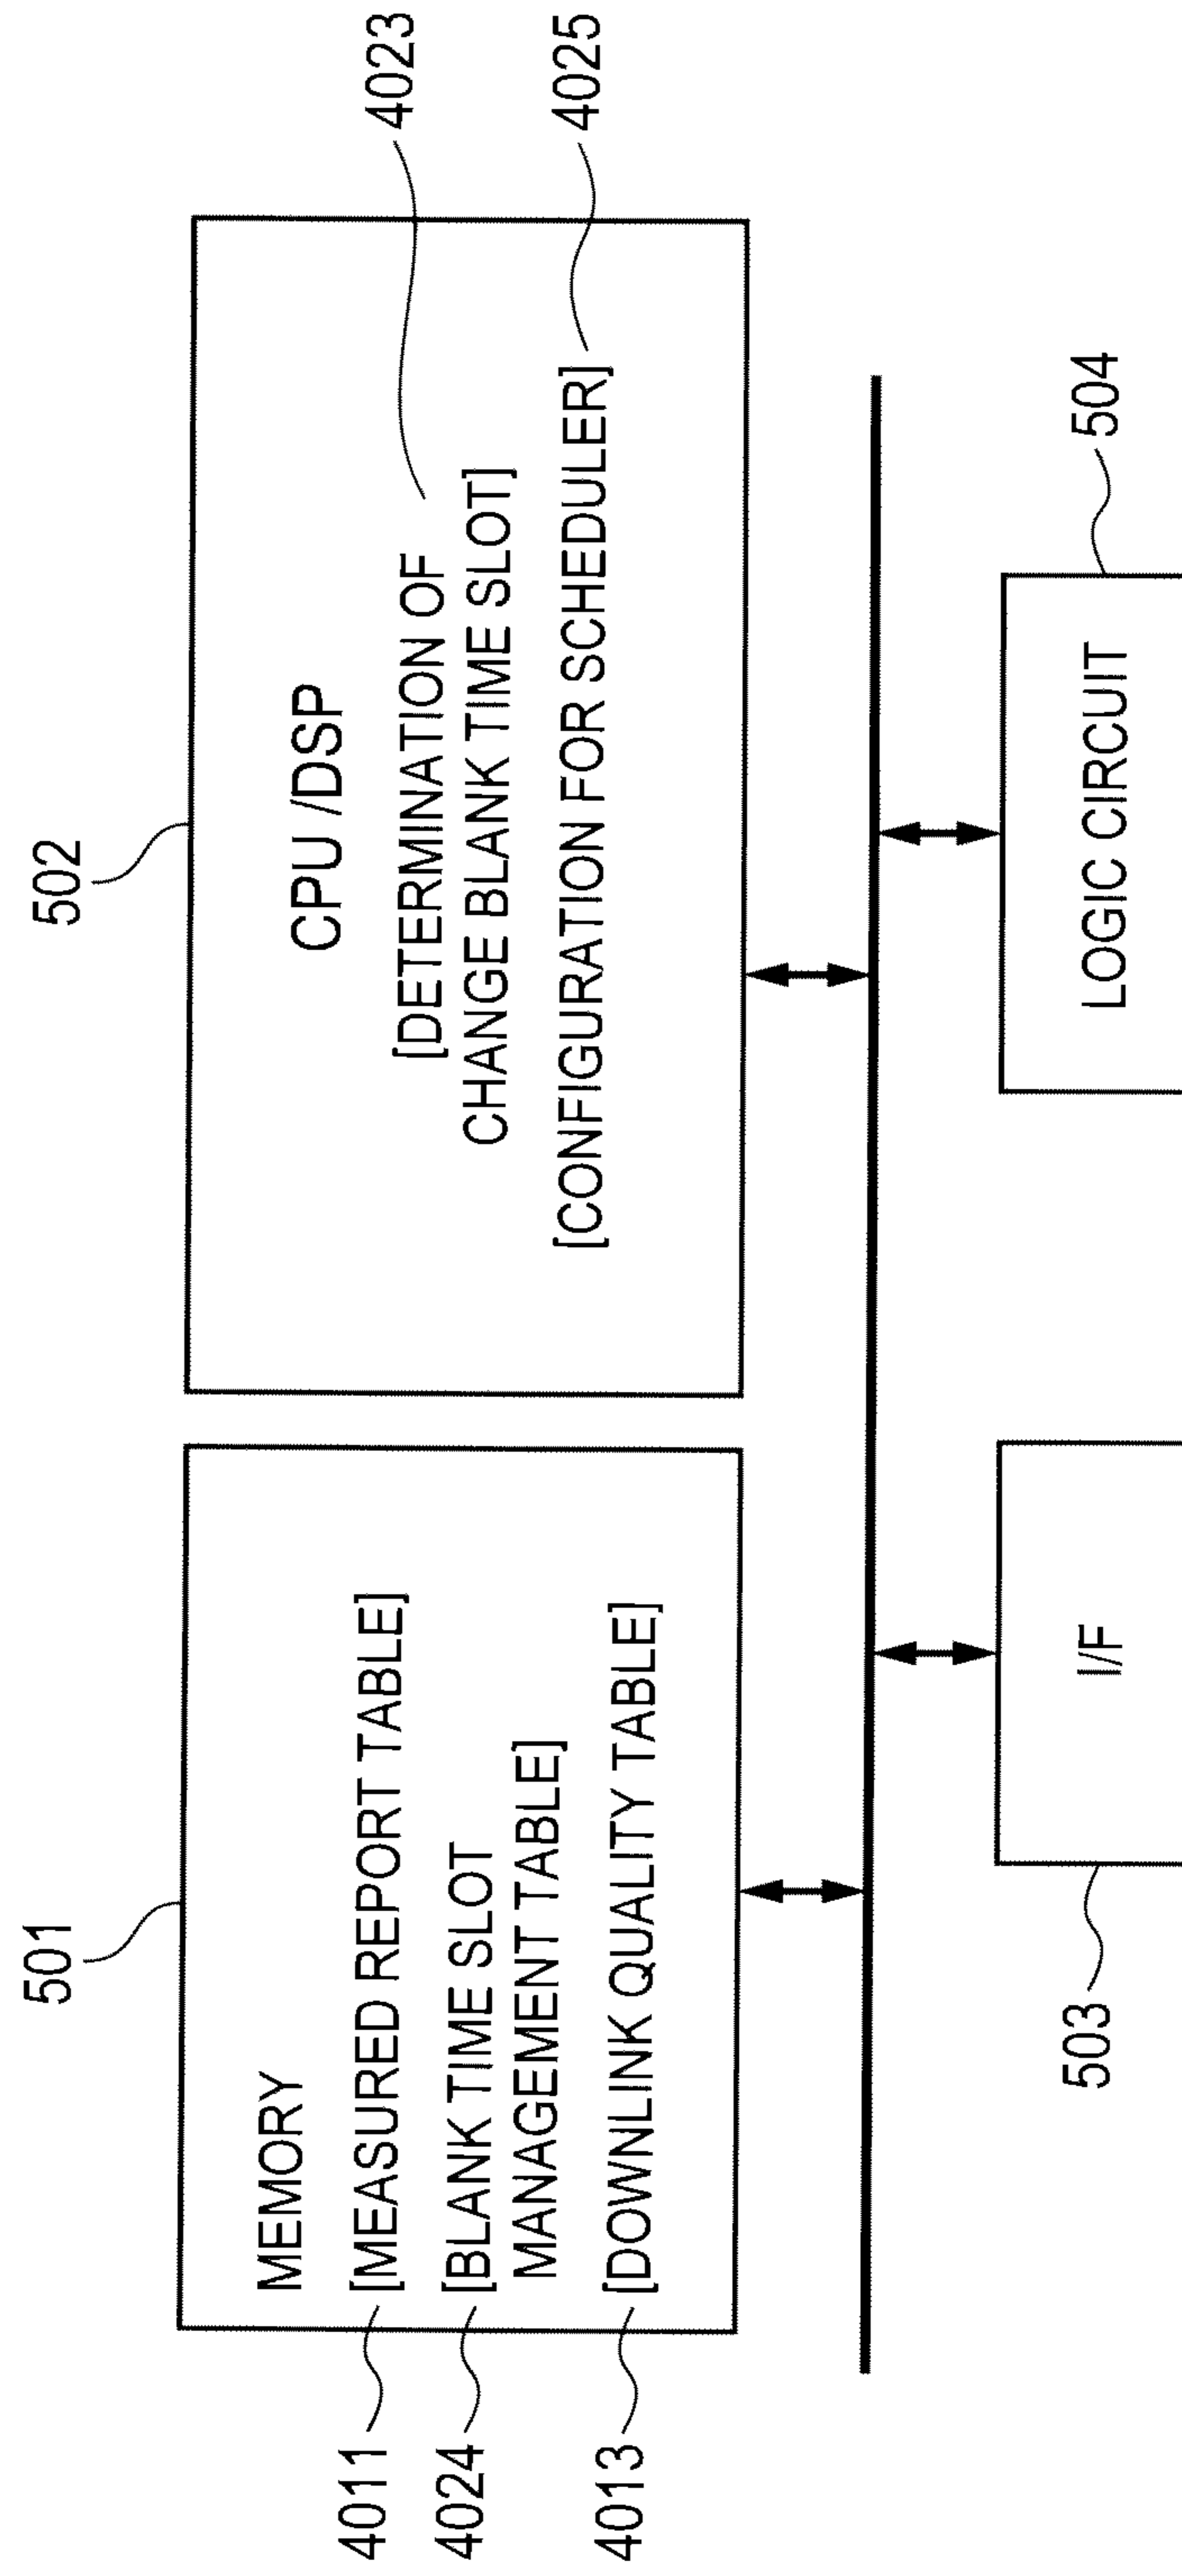 501
MEMORY
4011
[MEASURED REPORT TABLE]
4024
[BLANK TIME SLOT
MANAGEMENT TABLE]
4013
[DOWNLINK QUALITY TABLE]
502
CPU /DSP
[DETERMINATION OF
CHANGE BLANK TIME SLOT]
4023
[CONFIGURATION FOR SCHEDULER]
4025
503
I/F
504
LOGIC CIRCUIT